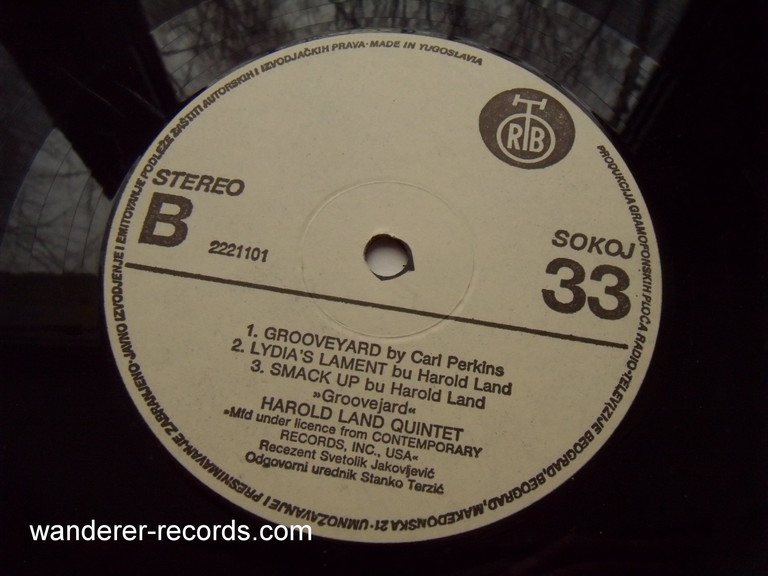 PRODUKCIJA GRAMOFONSKIH PLOČA RADIO-TELEVIZIJE BEOGRAD, BEOGRAD, MAKEDONSKA 21 · UMNOŽAVANJE I PRESNIMAVANJE ZABRANJENO · JAVNO IZVODJENJE I EMITOVANJE PODLEŽE ZAŠTITI AUTORSKIH I IZVODJAČKIH PRAVA · MADE IN YUGOSLAVIA
RTB
STEREO
B
2221101
SOKOJ
33
1. GROOVEYARD by Carl Perkins
2. LYDIA'S LAMENT bu Harold Land
3. SMACK UP bu Harold Land
»Groovejard«
HAROLD LAND QUINTET
»Mfd under licence from CONTEMPORARY
RECORDS, INC., USA«
Recezent Svetolik Jakovljević
Odgovorni urednik Stanko Terzić
wanderer-records.com